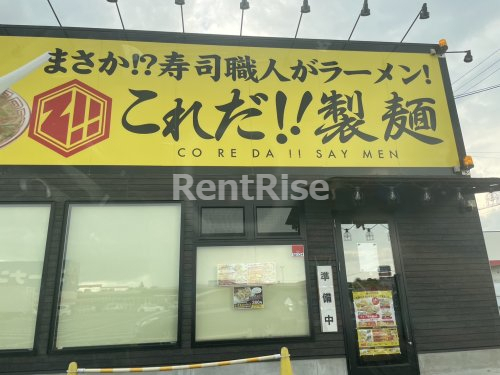 まさか!?寿司職人がラーメン!
これだ!!製麺
CO RE DA !! SAY MEN
RentRise
準備中